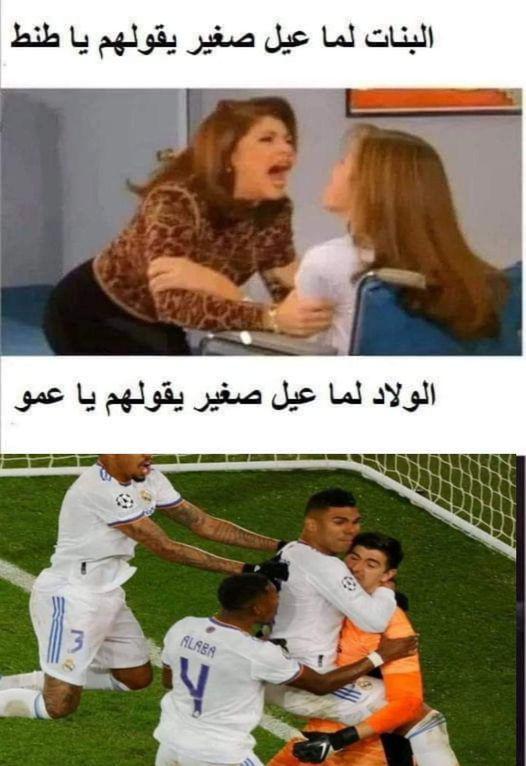 البنات لما عيل صغير يقولهم يا طنط
الولاد لما عيل صغير يقولهم يا عمو
3
ALABA
4